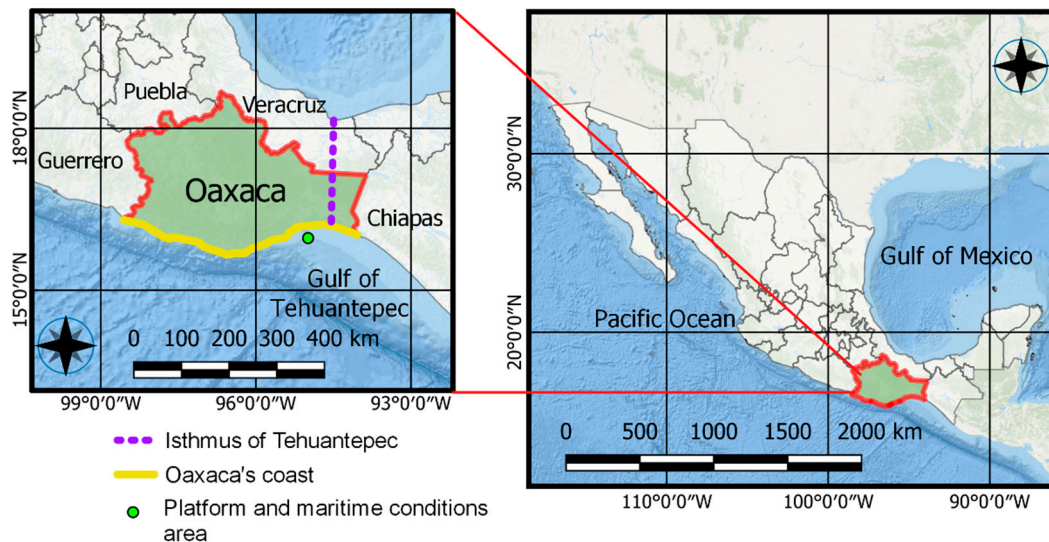 Puebla
Veracruz
Guerrero
Oaxaca
Chiapas
Gulf of
Tehuantepec
0 100 200 300 400 km
18°0'0"N
15°0'0"N
99°0'0"W 96°0'0"W 93°0'0"W
Isthmus of Tehuantepec
Oaxaca's coast
Platform and maritime conditions
area
Gulf of Mexico
Pacific Ocean
0 500 1000 1500 2000 km
30°0'0"N
20°0'0"N
110°0'0"W 100°0'0"W 90°0'0"W